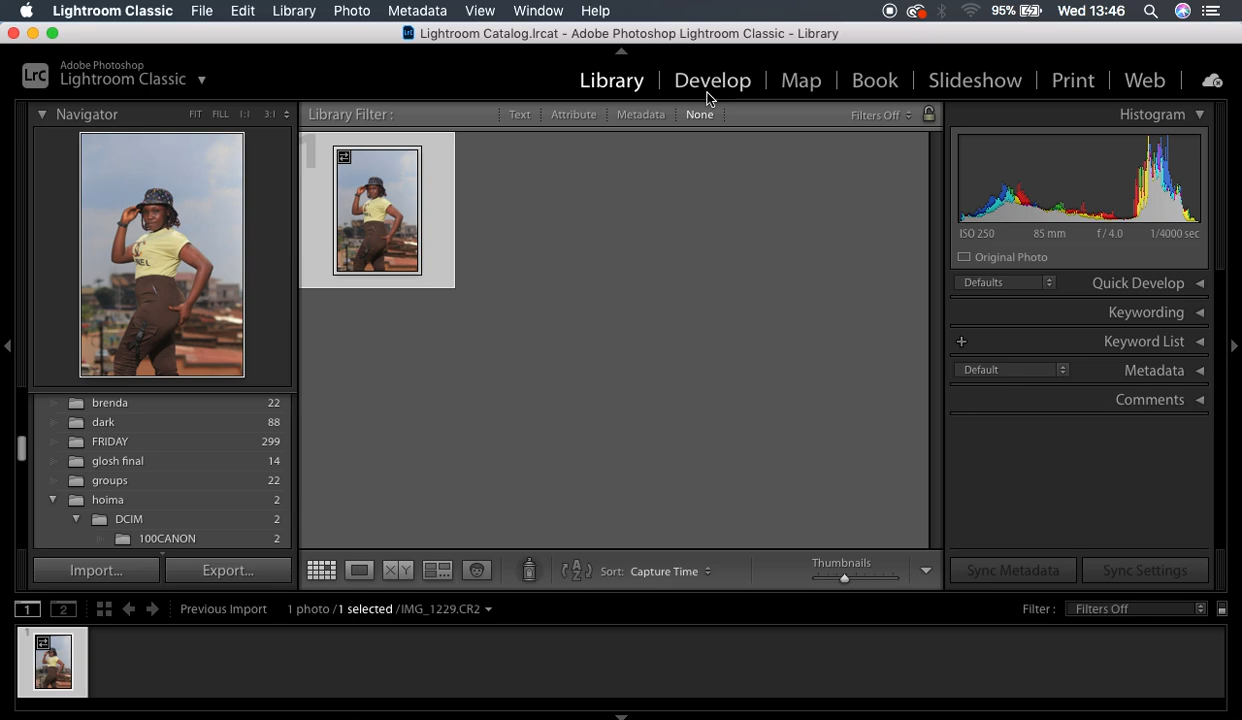 Lightroom Classic File Edit Library Photo Metadata View Window Help 95% Wed 13:46
Lightroom Catalog.lrcat - Adobe Photoshop Lightroom Classic - Library
LrC Adobe Photoshop
Lightroom Classic
Library Develop Map Book Slideshow Print Web
Navigator FIT FILL 1:1 3:1
Library Filter : Text Attribute Metadata None Filters Off
Histogram
1
ISO 250 85 mm f / 4.0 1/4000 sec
Original Photo
Defaults Quick Develop
Keywording
Keyword List
Default Metadata
Comments
brenda 22
dark 88
FRIDAY 299
glosh final 14
groups 22
hoima 2
DCIM 2
100CANON 2
Import... Export...
XY AZ Sort: Capture Time Thumbnails
Sync Metadata Sync Settings
1 2 Previous Import 1 photo / 1 selected / IMG_1229.CR2 Filter : Filters Off
1